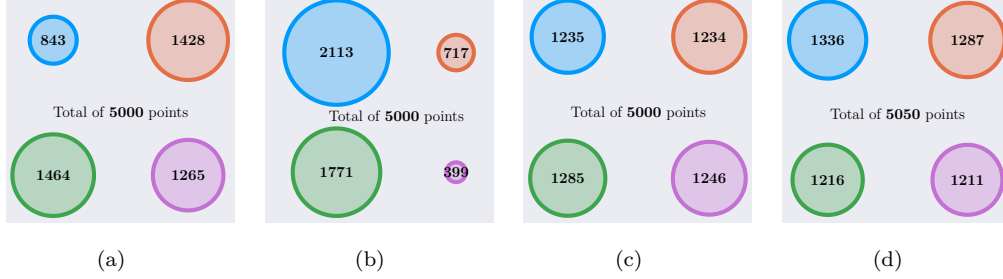 843 1428
Total of 5000 points
1464 1265
(a)
2113 717
Total of 5000 points
1771 399
(b)
1235 1234
Total of 5000 points
1285 1246
(c)
1336 1287
Total of 5050 points
1216 1211
(d)